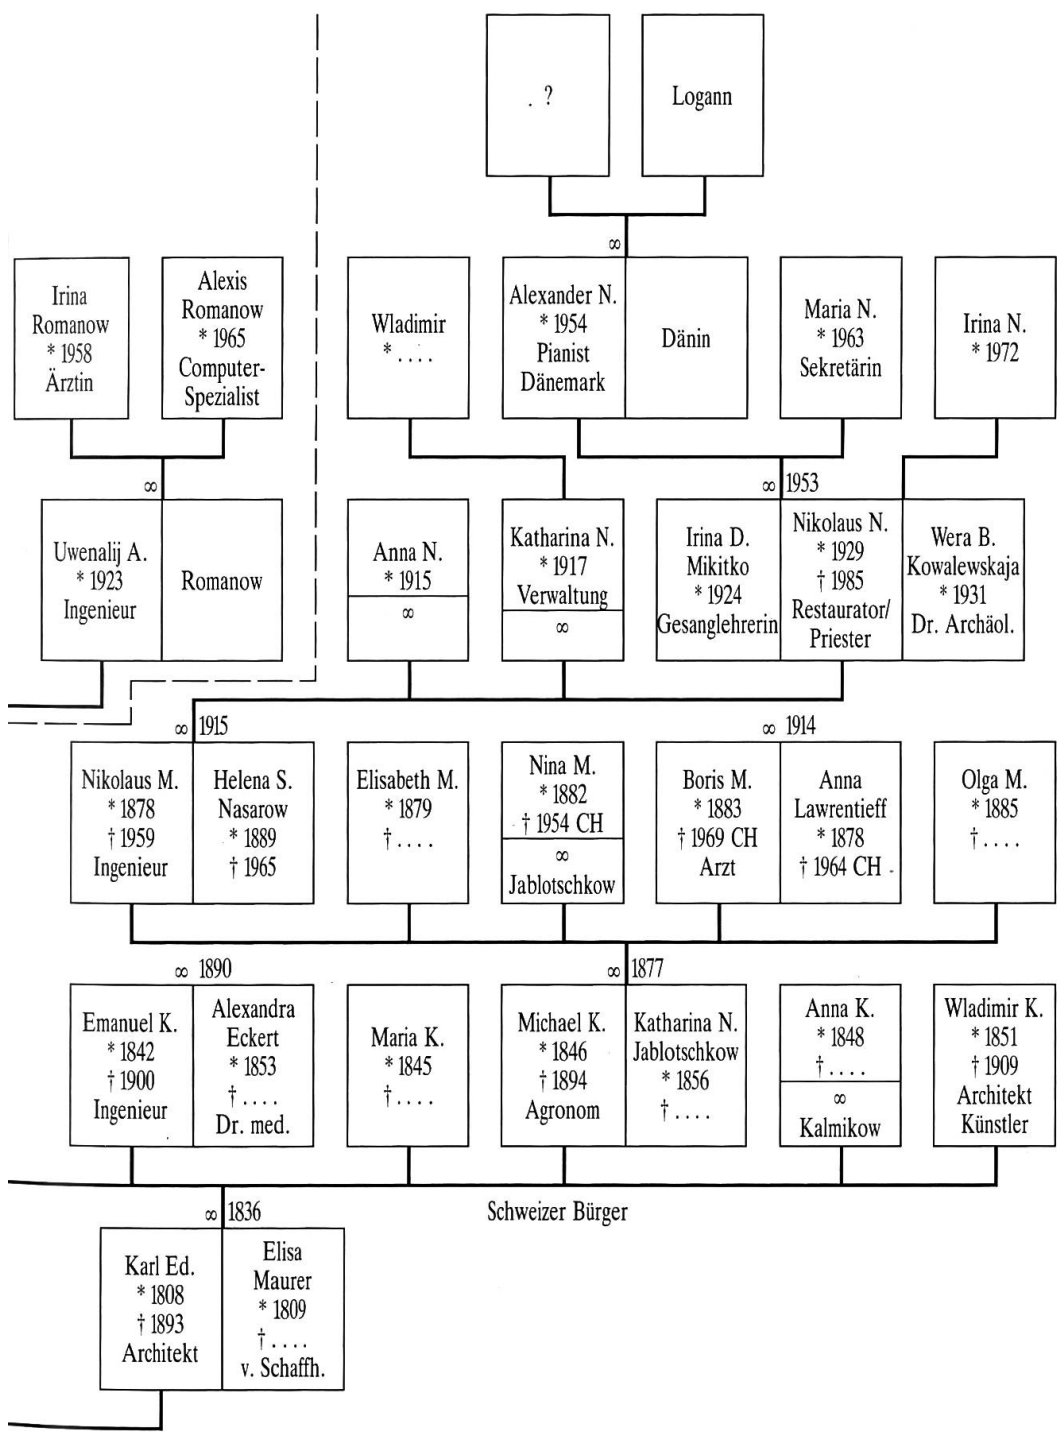 . ?
Logann
∞
Irina
Romanow
* 1958
Ärztin
Alexis
Romanow
* 1965
Computer-
Spezialist
Wladimir
* . . . .
Alexander N.
* 1954
Pianist
Dänemark
Dänin
Maria N.
* 1963
Sekretärin
Irina N.
* 1972
∞
∞ 1953
Uwenalij A.
* 1923
Ingenieur
Romanow
Anna N.
* 1915
∞
Katharina N.
* 1917
Verwaltung
∞
Irina D.
Mikitko
* 1924
Gesanglehrerin
Nikolaus N.
* 1929
† 1985
Restaurator/
Priester
Wera B.
Kowalewskaja
* 1931
Dr. Archäol.
∞ 1915
∞ 1914
Nikolaus M.
* 1878
† 1959
Ingenieur
Helena S.
Nasarow
* 1889
† 1965
Elisabeth M.
* 1879
† . . . .
Nina M.
* 1882
† 1954 CH
∞
Jablotschkow
Boris M.
* 1883
† 1969 CH
Arzt
Anna
Lawrentieff
* 1878
† 1964 CH
Olga M.
* 1885
† . . . .
∞ 1890
∞ 1877
Emanuel K.
* 1842
† 1900
Ingenieur
Alexandra
Eckert
* 1853
† . . . .
Dr. med.
Maria K.
* 1845
† . . . .
Michael K.
* 1846
† 1894
Agronom
Katharina N.
Jablotschkow
* 1856
† . . . .
Anna K.
* 1848
† . . . .
∞
Kalmikow
Wladimir K.
* 1851
† 1909
Architekt
Künstler
∞ 1836
Schweizer Bürger
Karl Ed.
* 1808
† 1893
Architekt
Elisa
Maurer
* 1809
† . . . .
v. Schaffh.